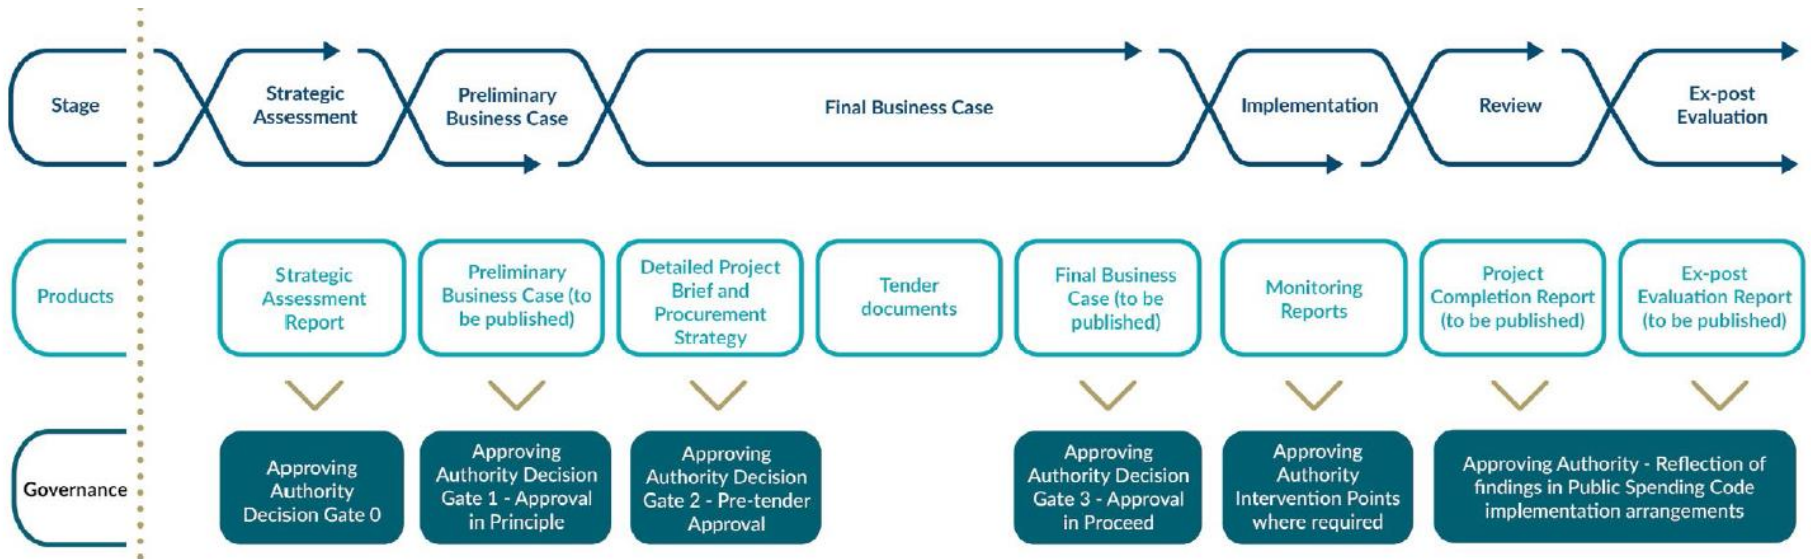 Stage
Strategic
Assessment
Preliminary
Business Case
Final Business Case
Implementation
Review
Ex-post
Evaluation
Products
Strategic
Assessment
Report
Preliminary
Business Case (to
be published)
Detailed Project
Brief and
Procurement
Strategy
Tender
documents
Final Business
Case (to be
published)
Monitoring
Reports
Project
Completion Report
(to be published)
Ex-post
Evaluation Report
(to be published)
Governance
Approving
Authority
Decision Gate 0
Approving
Authority Decision
Gate 1 - Approval
in Principle
Approving
Authority Decision
Gate 2 - Pre-tender
Approval
Approving
Authority Decision
Gate 3 - Approval
in Proceed
Approving
Authority
Intervention Points
where required
Approving Authority - Reflection of
findings in Public Spending Code
implementation arrangements